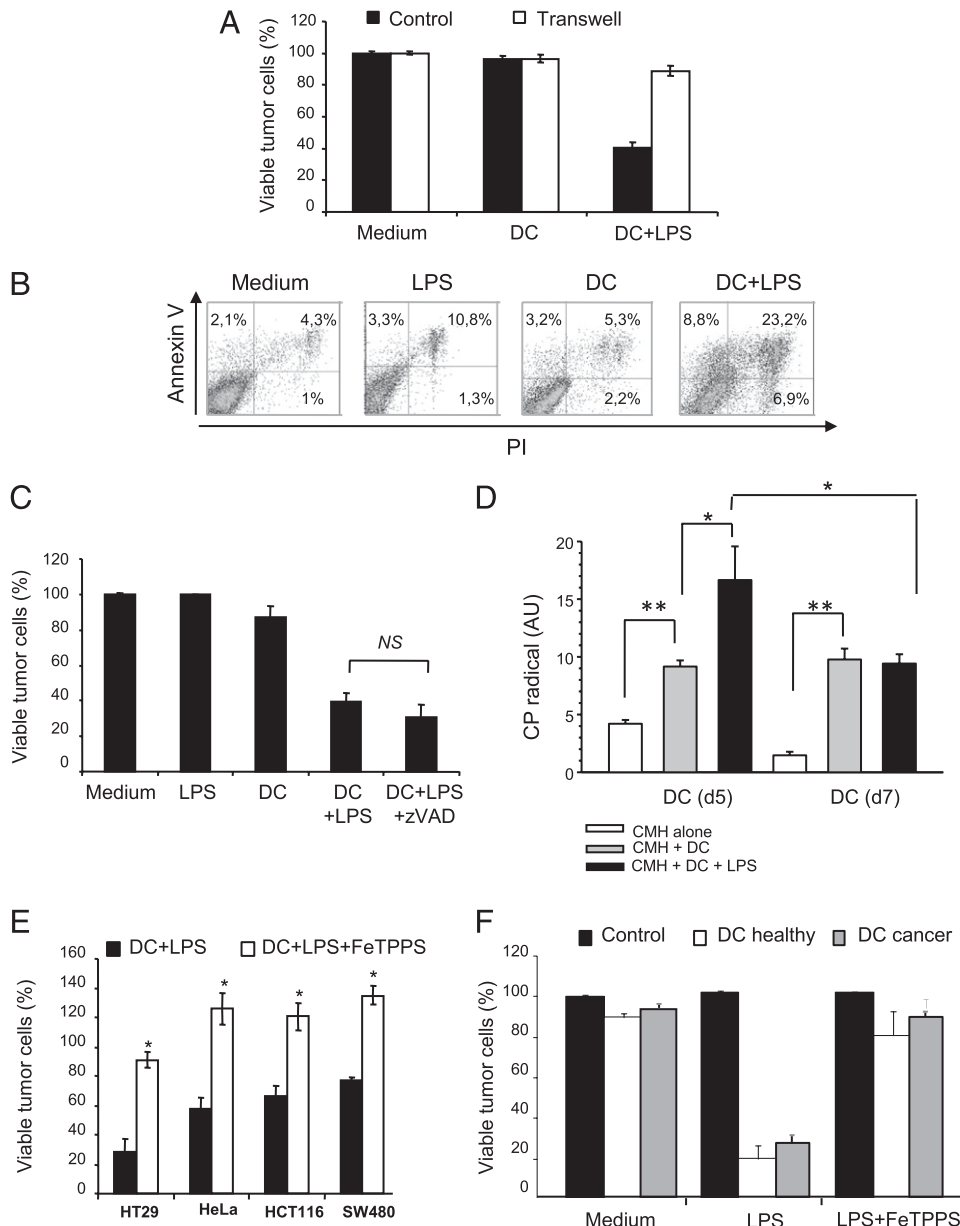 A
Control
Transwell
Viable tumor cells (%)
120
100
80
60
40
20
0
Medium
DC
DC+LPS
B
Medium
LPS
DC
DC+LPS
Annexin V
2,1%
4,3%
1%
3,3%
10,8%
1,3%
3,2%
5,3%
2,2%
8,8%
23,2%
6,9%
PI
C
Viable tumor cells (%)
120
100
80
60
40
20
0
NS
Medium
LPS
DC
DC
+LPS
DC+LPS
+zVAD
D
CP radical (AU)
20
15
10
5
0
**
*
**
*
DC (d5)
DC (d7)
CMH alone
CMH + DC
CMH + DC + LPS
E
DC+LPS
DC+LPS+FeTPPS
Viable tumor cells (%)
160
140
120
100
80
60
40
20
0
*
*
*
*
HT29
HeLa
HCT116
SW480
F
Control
DC healthy
DC cancer
Viable tumor cells (%)
120
100
80
60
40
20
0
Medium
LPS
LPS+FeTPPS